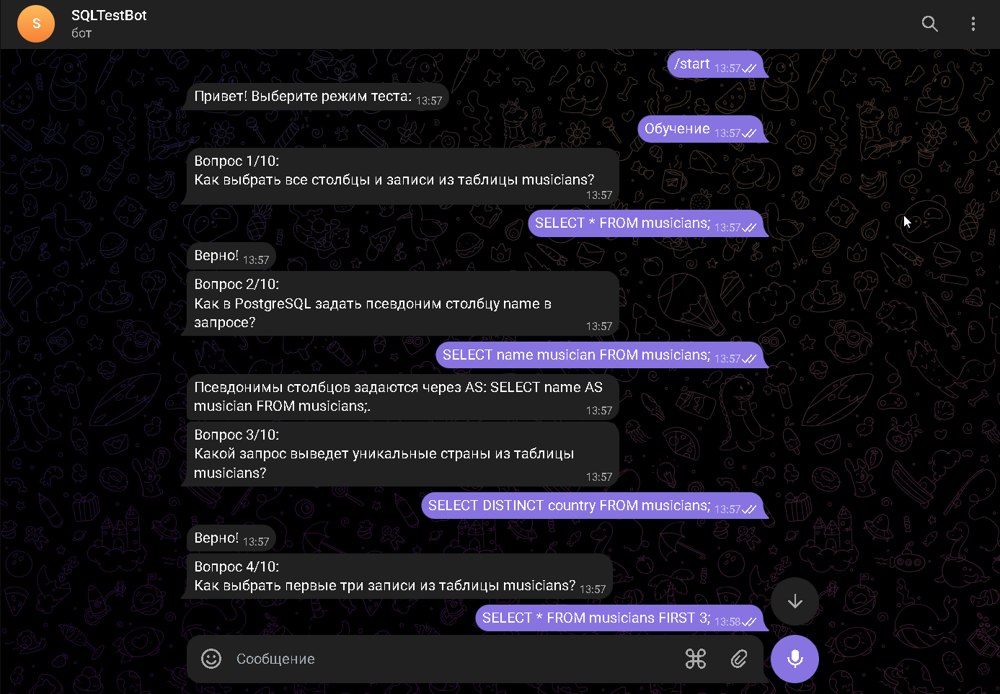 S
SQLTestBot
бот
/start 13:57
Привет! Выберите режим теста: 13:57
Обучение 13:57
Вопрос 1/10:
Как выбрать все столбцы и записи из таблицы musicians?
13:57
SELECT * FROM musicians; 13:57
Верно! 13:57
Вопрос 2/10:
Как в PostgreSQL задать псевдоним столбцу name в
запросе? 13:57
SELECT name musician FROM musicians; 13:57
Псевдонимы столбцов задаются через AS: SELECT name AS
musician FROM musicians;. 13:57
Вопрос 3/10:
Какой запрос выведет уникальные страны из таблицы
musicians? 13:57
SELECT DISTINCT country FROM musicians; 13:57
Верно! 13:57
Вопрос 4/10:
Как выбрать первые три записи из таблицы musicians? 13:57
SELECT * FROM musicians FIRST 3; 13:58
Сообщение